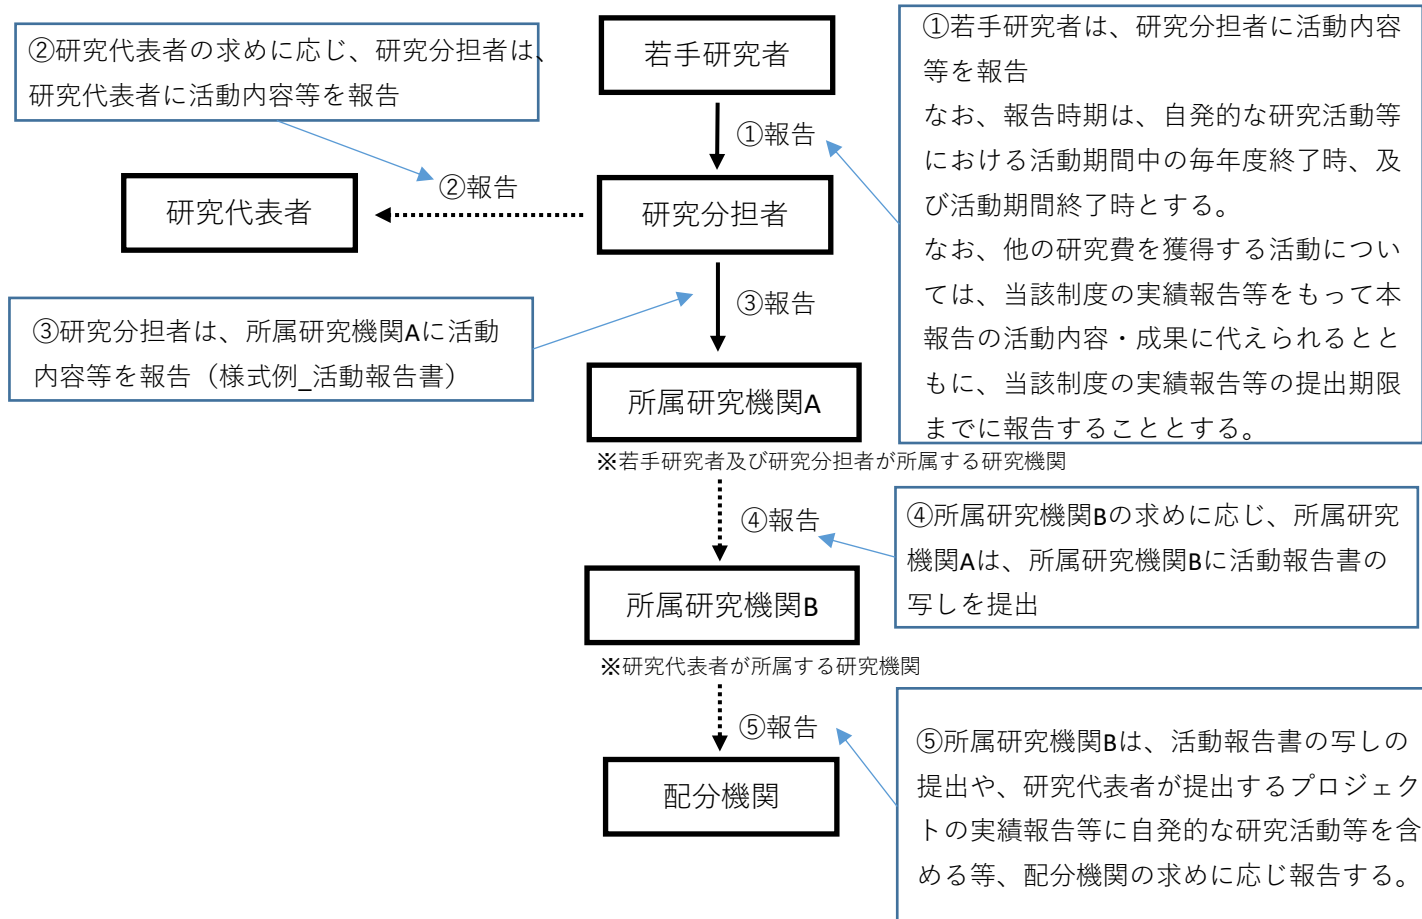 ②研究代表者の求めに応じ、研究分担者は、
研究代表者に活動内容等を報告
若手研究者
①若手研究者は、研究分担者に活動内容
等を報告
なお、報告時期は、自発的な研究活動等
における活動期間中の毎年度終了時、及
び活動期間終了時とする。
なお、他の研究費を獲得する活動につい
ては、当該制度の実績報告等をもって本
報告の活動内容・成果に代えられるとと
もに、当該制度の実績報告等の提出期限
までに報告することとする。
①報告
②報告
研究代表者
研究分担者
③報告
③研究分担者は、所属研究機関Aに活動
内容等を報告（様式例_活動報告書）
所属研究機関A
※若手研究者及び研究分担者が所属する研究機関
④報告
④所属研究機関Bの求めに応じ、所属研究
機関Aは、所属研究機関Bに活動報告書の
写しを提出
所属研究機関B
※研究代表者が所属する研究機関
⑤報告
⑤所属研究機関Bは、活動報告書の写しの
提出や、研究代表者が提出するプロジェク
トの実績報告等に自発的な研究活動等を含
める等、配分機関の求めに応じ報告する。
配分機関